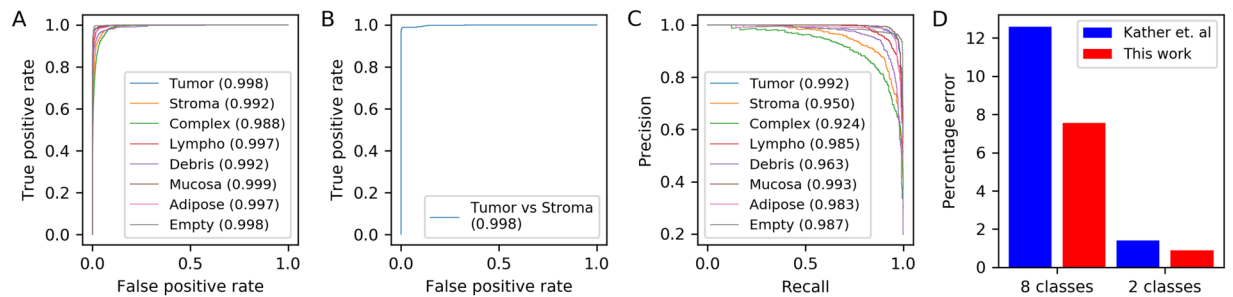 A
1.0
0.8
0.6
0.4
0.2
0.0
True positive rate
Tumor (0.998)
Stroma (0.992)
Complex (0.988)
Lympho (0.997)
Debris (0.992)
Mucosa (0.999)
Adipose (0.997)
Empty (0.998)
0.0 0.5 1.0
False positive rate
B
1.0
0.8
0.6
0.4
0.2
0.0
True positive rate
Tumor vs Stroma
(0.998)
0.0 0.5 1.0
False positive rate
C
1.0
0.8
0.6
0.4
0.2
Precision
Tumor (0.992)
Stroma (0.950)
Complex (0.924)
Lympho (0.985)
Debris (0.963)
Mucosa (0.993)
Adipose (0.983)
Empty (0.987)
0.0 0.5 1.0
Recall
D
12
10
8
6
4
2
0
Percentage error
Kather et. al
This work
8 classes 2 classes